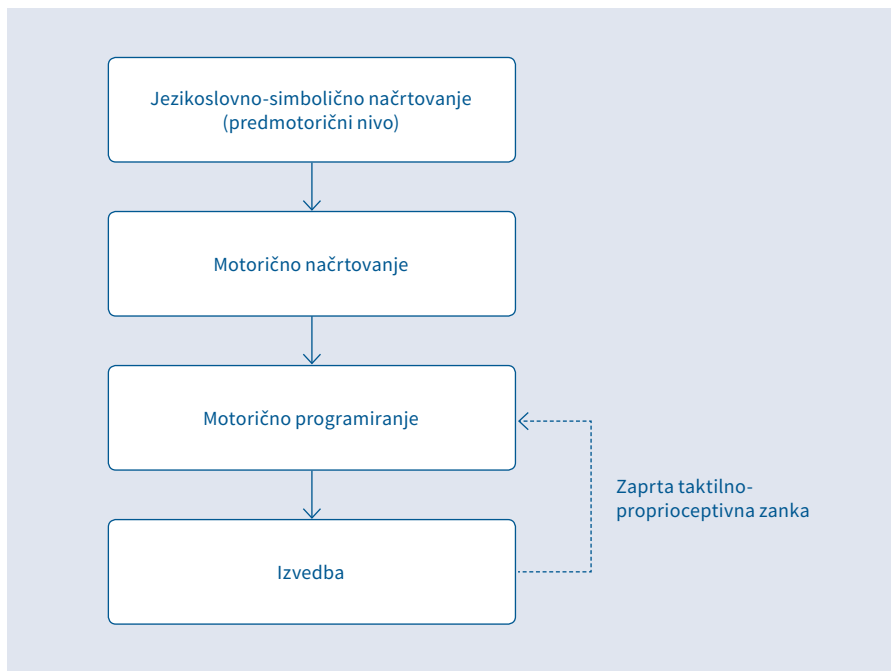 Jezikoslovno-simbolično načrtovanje
(predmotorični nivo)
Motorično načrtovanje
Motorično programiranje
Zaprta taktilno-
proprioceptivna zanka
Izvedba